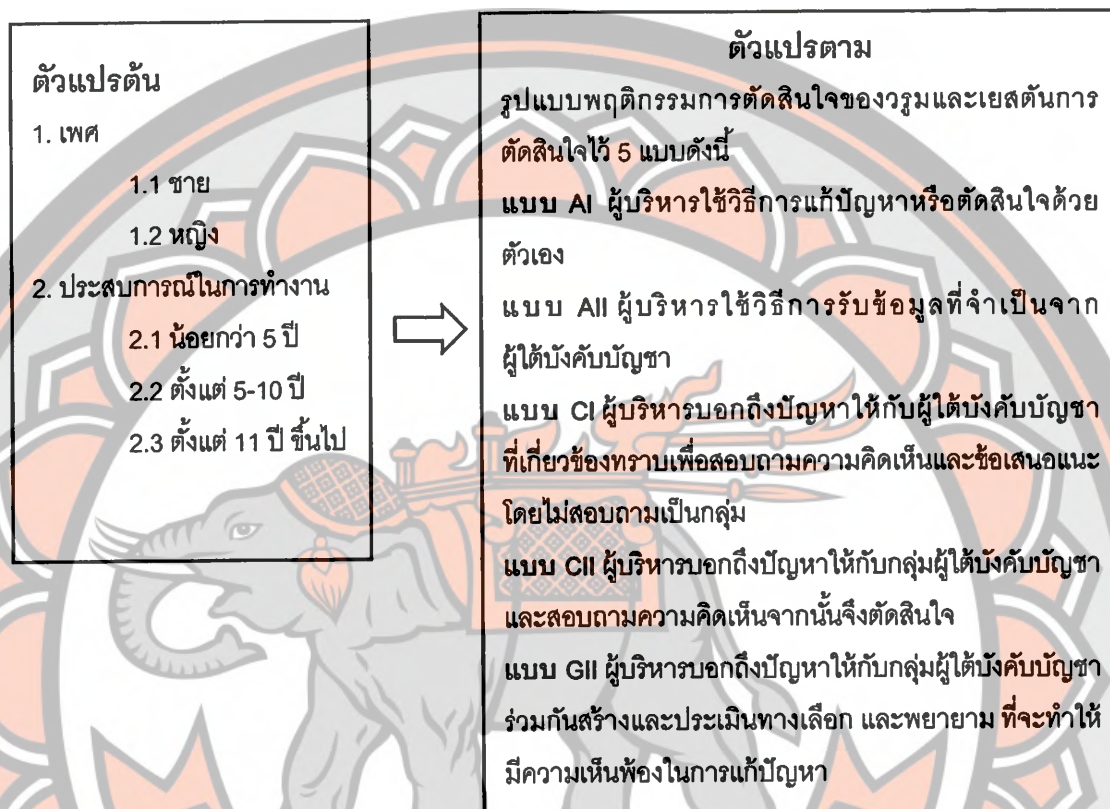 ตัวแปรต้น
1. เพศ
1.1 ชาย
1.2 หญิง
2. ประสบการณ์ในการทำงาน
2.1 น้อยกว่า 5 ปี
2.2 ตั้งแต่ 5-10 ปี
2.3 ตั้งแต่ 11 ปี ขึ้นไป
ตัวแปรตาม
รูปแบบพฤติกรรมการตัดสินใจของวรูมและเยสตันการ
ตัดสินใจไว้ 5 แบบดังนี้
แบบ AI ผู้บริหารใช้วิธีการแก้ปัญหาหรือตัดสินใจด้วย
ตัวเอง
แบบ AII ผู้บริหารใช้วิธีการรับข้อมูลที่จำเป็นจาก
ผู้ใต้บังคับบัญชา
แบบ CI ผู้บริหารบอกถึงปัญหาให้กับผู้ใต้บังคับบัญชา
ที่เกี่ยวข้องทราบเพื่อสอบถามความคิดเห็นและข้อเสนอแนะ
โดยไม่สอบถามเป็นกลุ่ม
แบบ CII ผู้บริหารบอกถึงปัญหาให้กับกลุ่มผู้ใต้บังคับบัญชา
และสอบถามความคิดเห็นจากนั้นจึงตัดสินใจ
แบบ GII ผู้บริหารบอกถึงปัญหาให้กับกลุ่มผู้ใต้บังคับบัญชา
ร่วมกันสร้างและประเมินทางเลือก และพยายาม ที่จะทำให้
มีความเห็นพ้องในการแก้ปัญหา